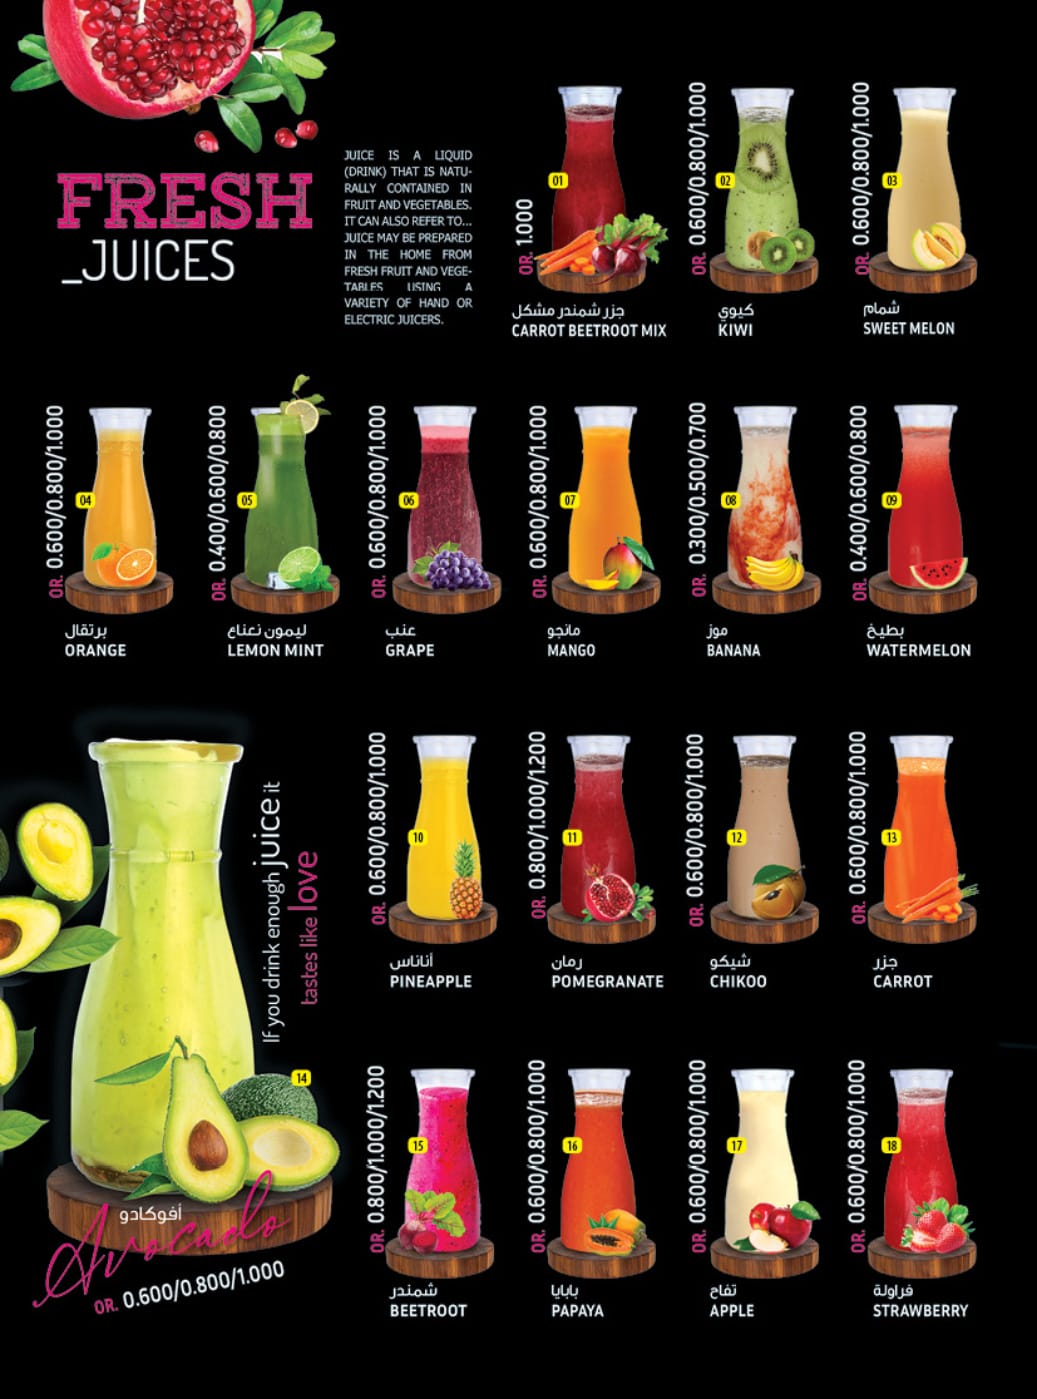 FRESH
_JUICES
JUICE IS A LIQUID
(DRINK) THAT IS NATU-
RALLY CONTAINED IN
FRUIT AND VEGETABLES.
IT CAN ALSO REFER TO...
JUICE MAY BE PREPARED
IN THE HOME FROM
FRESH FRUIT AND VEGE-
TABLES USING A
VARIETY OF HAND OR
ELECTRIC JUICERS.
01
OR. 1.000
جزر شمندر مشكل
CARROT BEETROOT MIX
02
OR. 0.600/0.800/1.000
كيوي
KIWI
03
OR. 0.600/0.800/1.000
شمام
SWEET MELON
04
OR. 0.600/0.800/1.000
برتقال
ORANGE
05
OR. 0.400/0.600/0.800
ليمون نعناع
LEMON MINT
06
OR. 0.600/0.800/1.000
عنب
GRAPE
07
OR. 0.600/0.800/1.000
مانجو
MANGO
08
OR. 0.300/0.500/0.700
موز
BANANA
09
OR. 0.400/0.600/0.800
بطيخ
WATERMELON
If you drink enough juice it
tastes like love
14
أفوكادو
Avocado
OR. 0.600/0.800/1.000
10
OR. 0.600/0.800/1.000
أناناس
PINEAPPLE
11
OR. 0.800/1.000/1.200
رمان
POMEGRANATE
12
OR. 0.600/0.800/1.000
شيكو
CHIKOO
13
OR. 0.600/0.800/1.000
جزر
CARROT
15
OR. 0.800/1.000/1.200
شمندر
BEETROOT
16
OR. 0.600/0.800/1.000
بابايا
PAPAYA
17
OR. 0.600/0.800/1.000
تفاح
APPLE
18
OR. 0.600/0.800/1.000
فراولة
STRAWBERRY